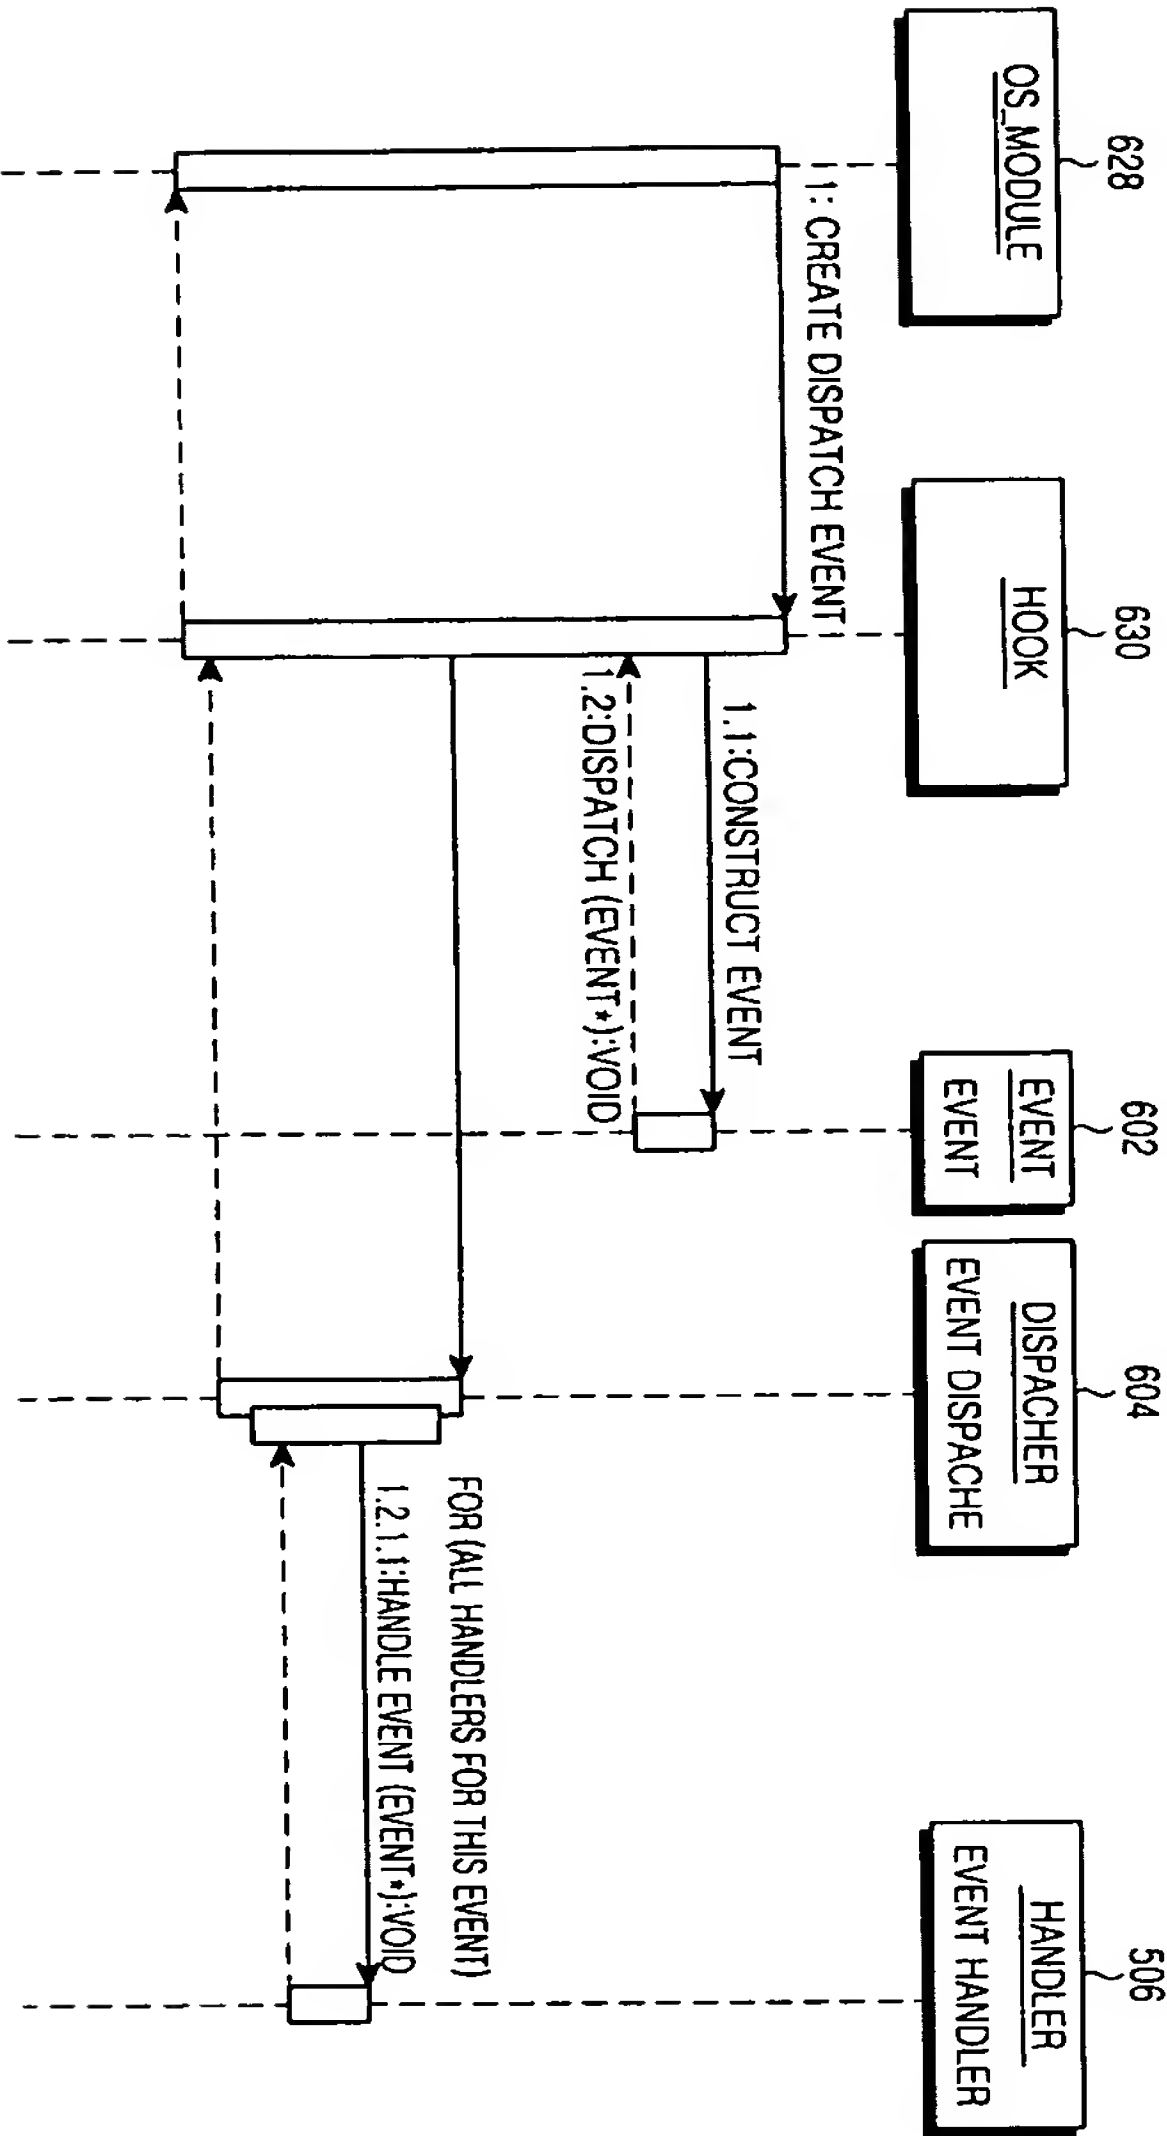 628
OS_MODULE
630
HOOK
602
EVENT
EVENT
604
DISPACHER
EVENT DISPACHE
506
HANDLER
EVENT HANDLER
1: CREATE DISPATCH EVENT
1.1:CONSTRUCT EVENT
1.2:DISPATCH (EVENT*):VOID
FOR (ALL HANDLERS FOR THIS EVENT)
1.2.1.1:HANDLE EVENT (EVENT*):VOID